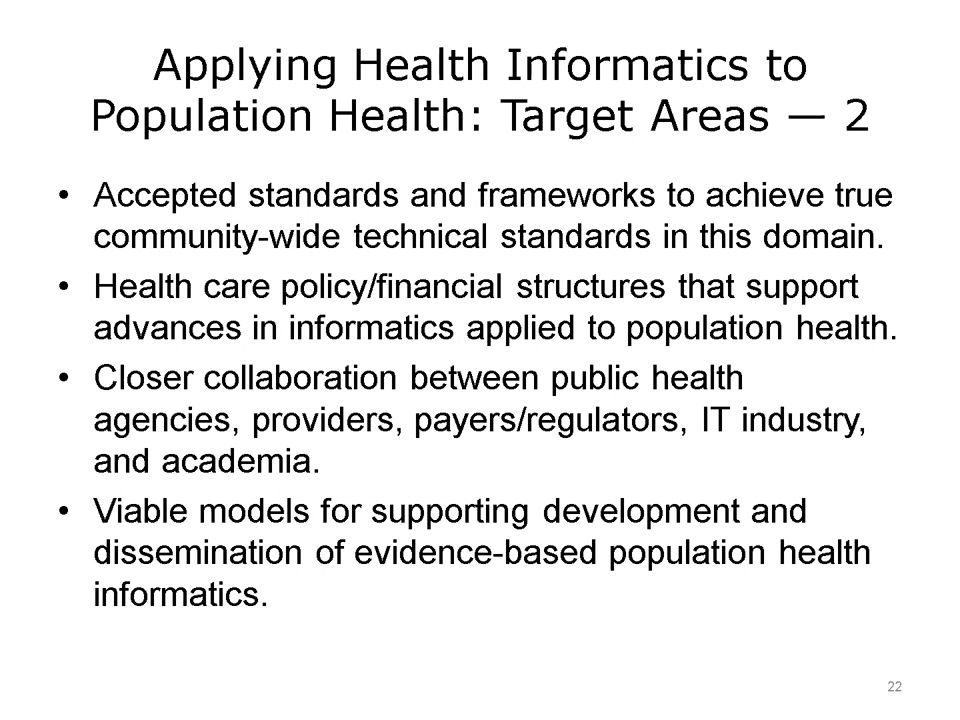 Applying Health Informatics to
Population Health: Target Areas — 2
• Accepted standards and frameworks to achieve true
community-wide technical standards in this domain.
• Health care policy/financial structures that support
advances in informatics applied to population health.
• Closer collaboration between public health
agencies, providers, payers/regulators, IT industry,
and academia.
• Viable models for supporting development and
dissemination of evidence-based population health
informatics.
22